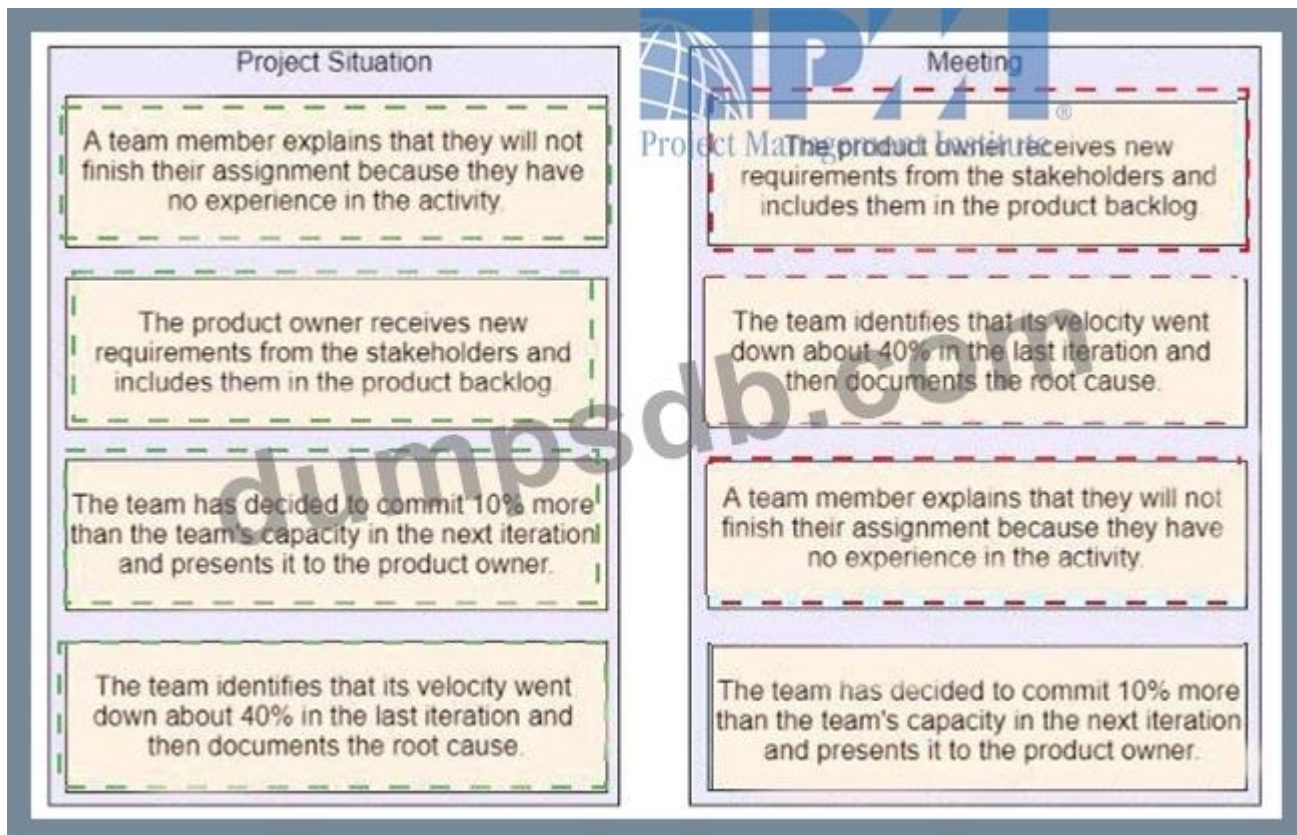 Project Situation
A team member explains that they will not
finish their assignment because they have
no experience in the activity.
The product owner receives new
requirements from the stakeholders and
includes them in the product backlog
The team has decided to commit 10% more
than the team's capacity in the next iteration
and presents it to the product owner.
The team identifies that its velocity went
down about 40% in the last iteration and
then documents the root cause.
PMI
®
Project Management Institute
Meeting
The product owner receives new
requirements from the stakeholders and
includes them in the product backlog
The team identifies that its velocity went
down about 40% in the last iteration and
then documents the root cause.
A team member explains that they will not
finish their assignment because they have
no experience in the activity.
The team has decided to commit 10% more
than the team's capacity in the next iteration
and presents it to the product owner.
dumpsdb.com